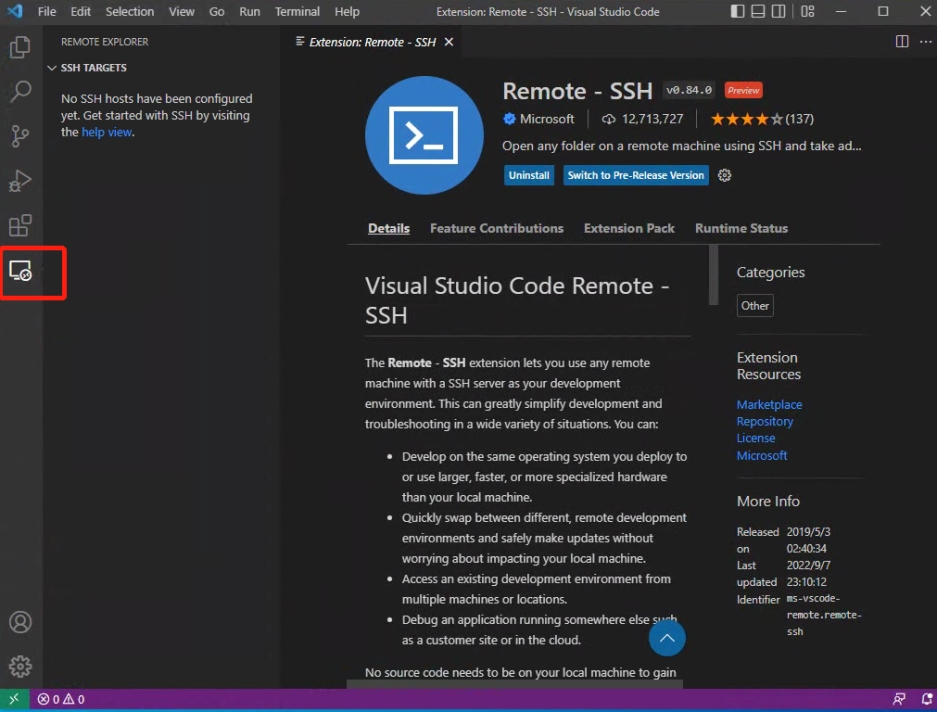 File Edit Selection View Go Run Terminal Help Extension: Remote - SSH - Visual Studio Code
REMOTE EXPLORER
SSH TARGETS
No SSH hosts have been configured
yet. Get started with SSH by visiting
the help view.
Extension: Remote - SSH
Remote - SSH v0.84.0 Preview
Microsoft 12,713,727 (137)
Open any folder on a remote machine using SSH and take ad...
Uninstall Switch to Pre-Release Version
Details Feature Contributions Extension Pack Runtime Status
Visual Studio Code Remote -
SSH
The Remote - SSH extension lets you use any remote
machine with a SSH server as your development
environment. This can greatly simplify development and
troubleshooting in a wide variety of situations. You can:
• Develop on the same operating system you deploy to
or use larger, faster, or more specialized hardware
than your local machine.
• Quickly swap between different, remote development
environments and safely make updates without
worrying about impacting your local machine.
• Access an existing development environment from
multiple machines or locations.
• Debug an application running somewhere else such
as a customer site or in the cloud.
No source code needs to be on your local machine to gain
Categories
Other
Extension
Resources
Marketplace
Repository
License
Microsoft
More Info
Released 2019/5/3
on 02:40:34
Last 2022/9/7
updated 23:10:12
Identifier ms-vscode-
remote.remote-
ssh
0 0